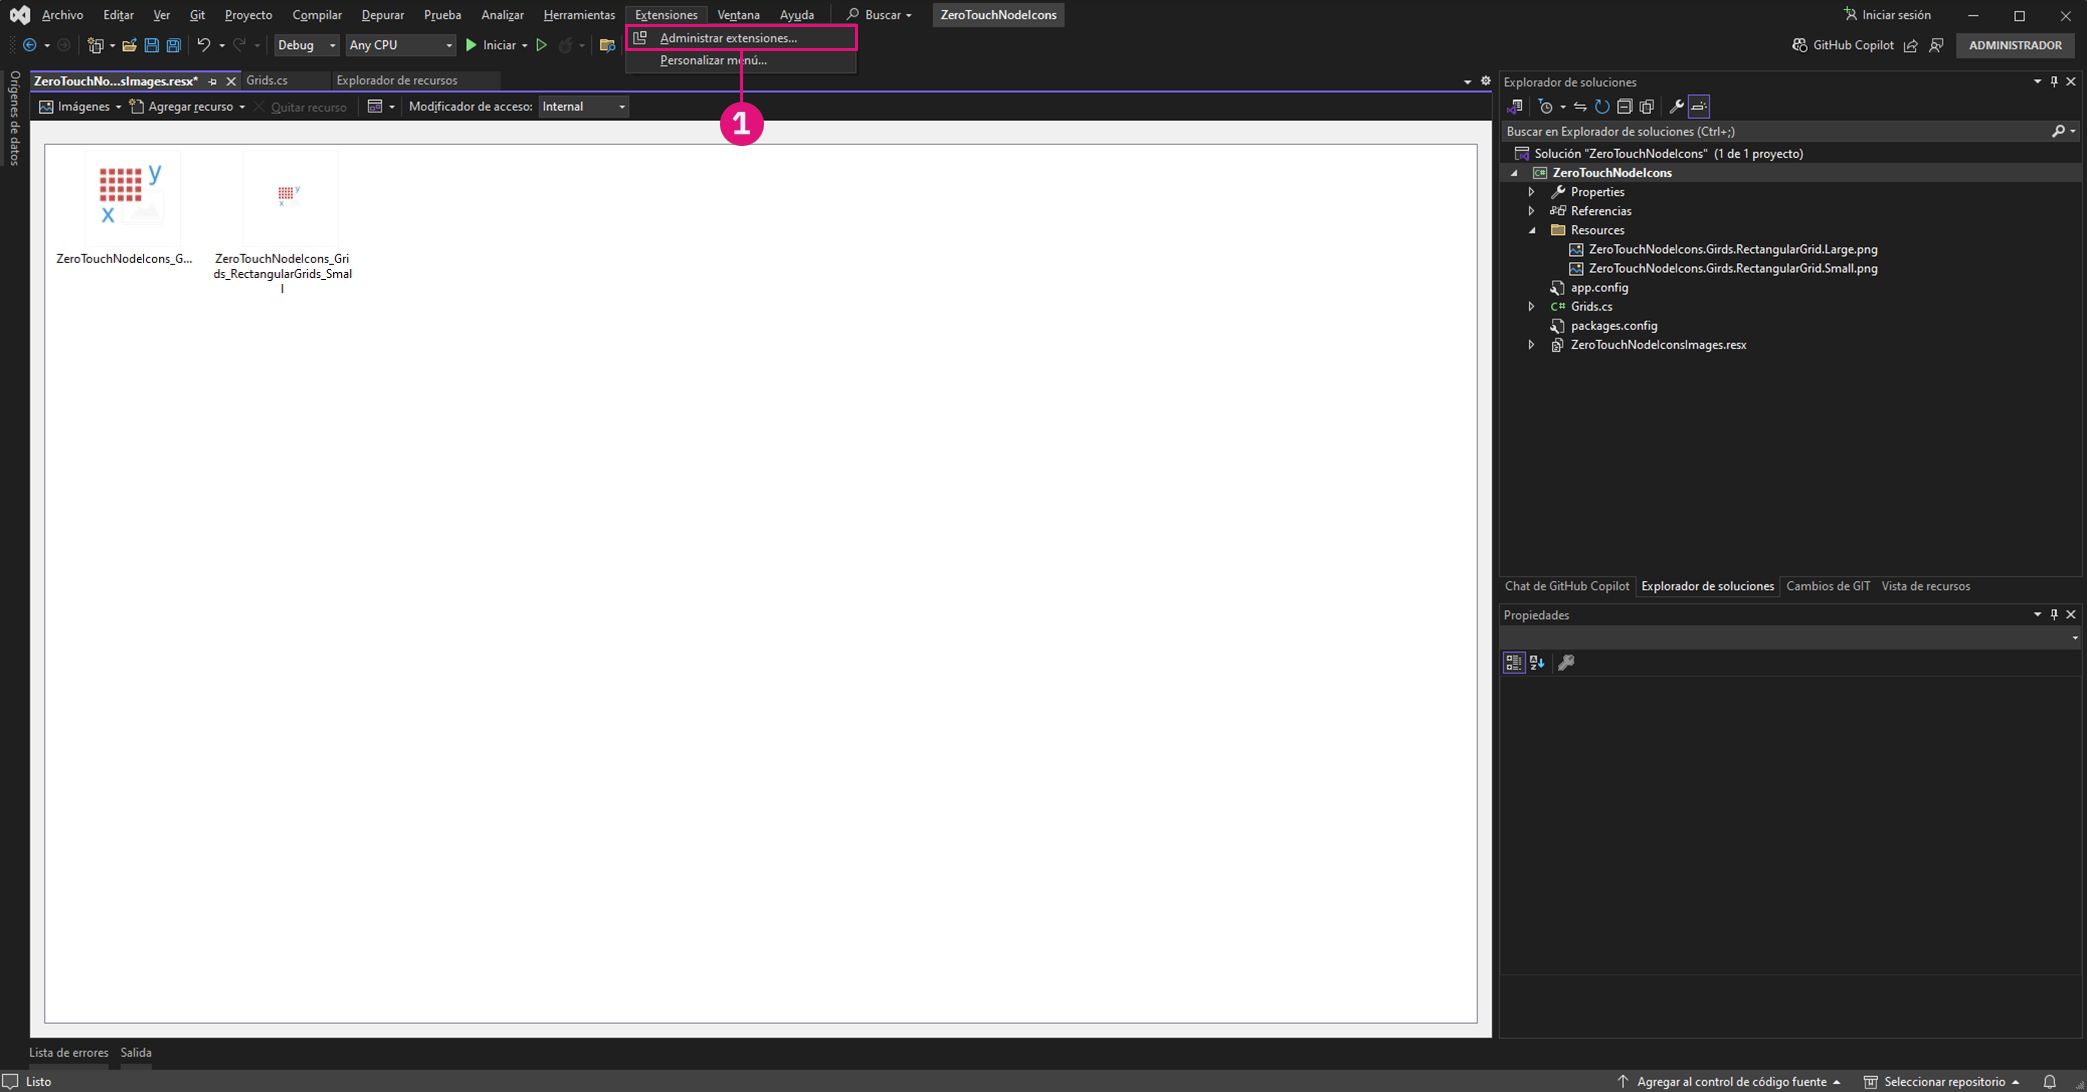 Archivo Editar Ver Git Proyecto Compilar Depurar Prueba Analizar Herramientas Extensiones Ventana Ayuda Buscar ZeroTouchNodeIcons Iniciar sesión
Debug Any CPU Iniciar GitHub Copilot ADMINISTRADOR
Administrar extensiones...
Personalizar menú...
1
Orígenes de datos
ZeroTouchNo...sImages.resx* Grids.cs Explorador de recursos
Imágenes Agregar recurso Quitar recurso Modificador de acceso: Internal
y
x
ZeroTouchNodeIcons_G...
y
x
ZeroTouchNodeIcons_Gri
ds_RectangularGrids_Smal
l
Explorador de soluciones
Buscar en Explorador de soluciones (Ctrl+;)
Solución "ZeroTouchNodeIcons" (1 de 1 proyecto)
C# ZeroTouchNodeIcons
Properties
Referencias
Resources
ZeroTouchNodeIcons.Girds.RectangularGrid.Large.png
ZeroTouchNodeIcons.Girds.RectangularGrid.Small.png
app.config
C# Grids.cs
packages.config
ZeroTouchNodeIconsImages.resx
Chat de GitHub Copilot Explorador de soluciones Cambios de GIT Vista de recursos
Propiedades
Lista de errores Salida
Listo Agregar al control de código fuente Seleccionar repositorio